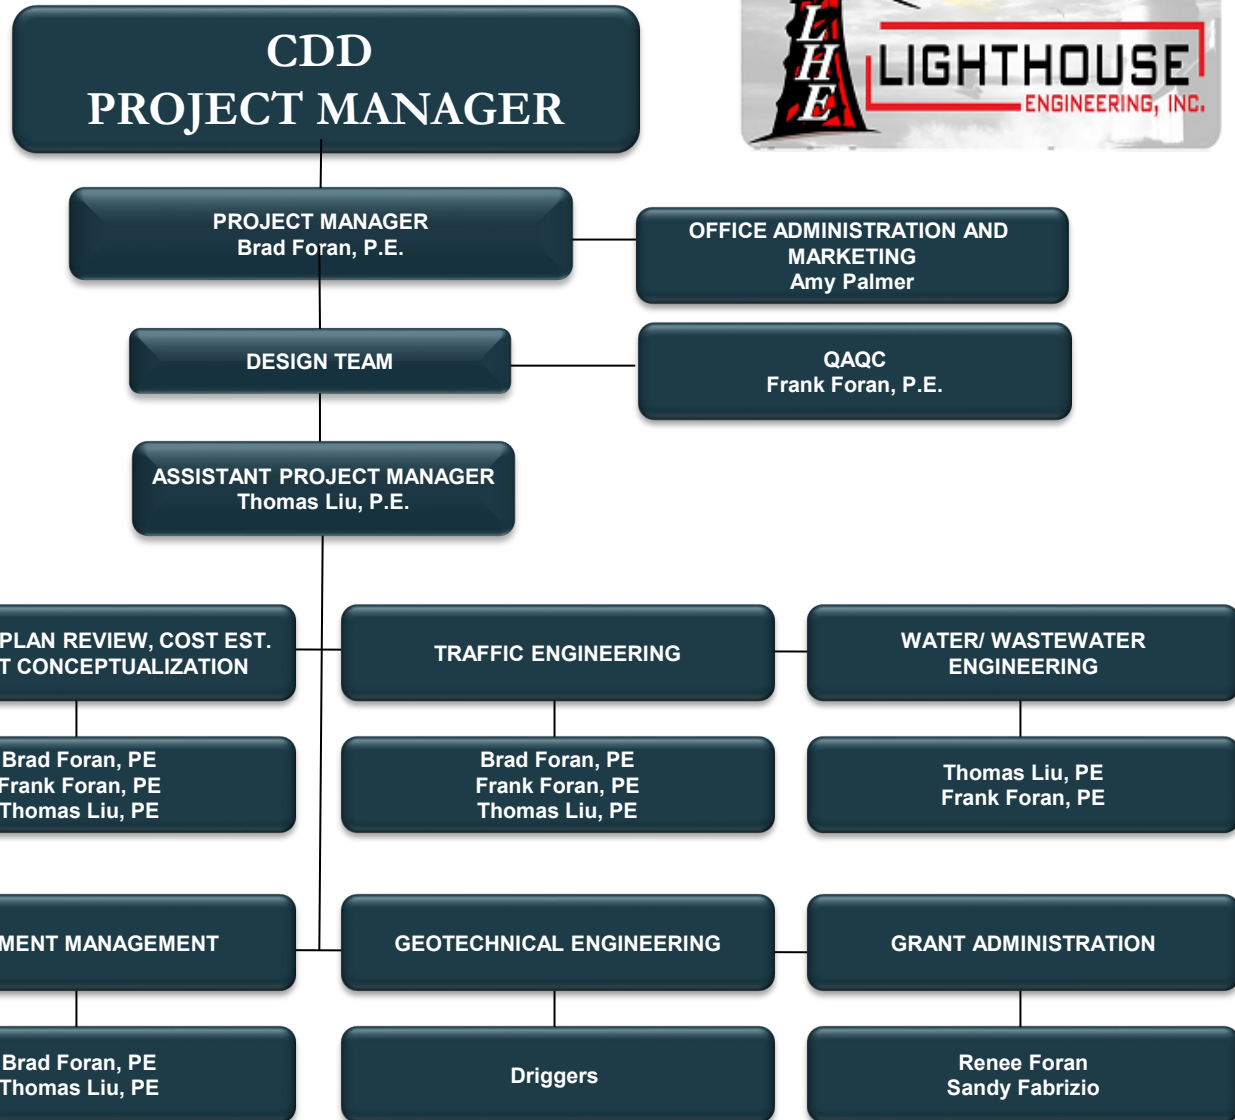 CDD
PROJECT MANAGER
LHE
LIGHTHOUSE
ENGINEERING, INC.
PROJECT MANAGER
Brad Foran, P.E.
OFFICE ADMINISTRATION AND
MARKETING
Amy Palmer
DESIGN TEAM
QAQC
Frank Foran, P.E.
ASSISTANT PROJECT MANAGER
Thomas Liu, P.E.
PLAN REVIEW, COST EST.
T CONCEPTUALIZATION
TRAFFIC ENGINEERING
WATER/ WASTEWATER
ENGINEERING
Brad Foran, PE
Frank Foran, PE
Thomas Liu, PE
Brad Foran, PE
Frank Foran, PE
Thomas Liu, PE
Thomas Liu, PE
Frank Foran, PE
MENT MANAGEMENT
GEOTECHNICAL ENGINEERING
GRANT ADMINISTRATION
Brad Foran, PE
Thomas Liu, PE
Driggers
Renee Foran
Sandy Fabrizio